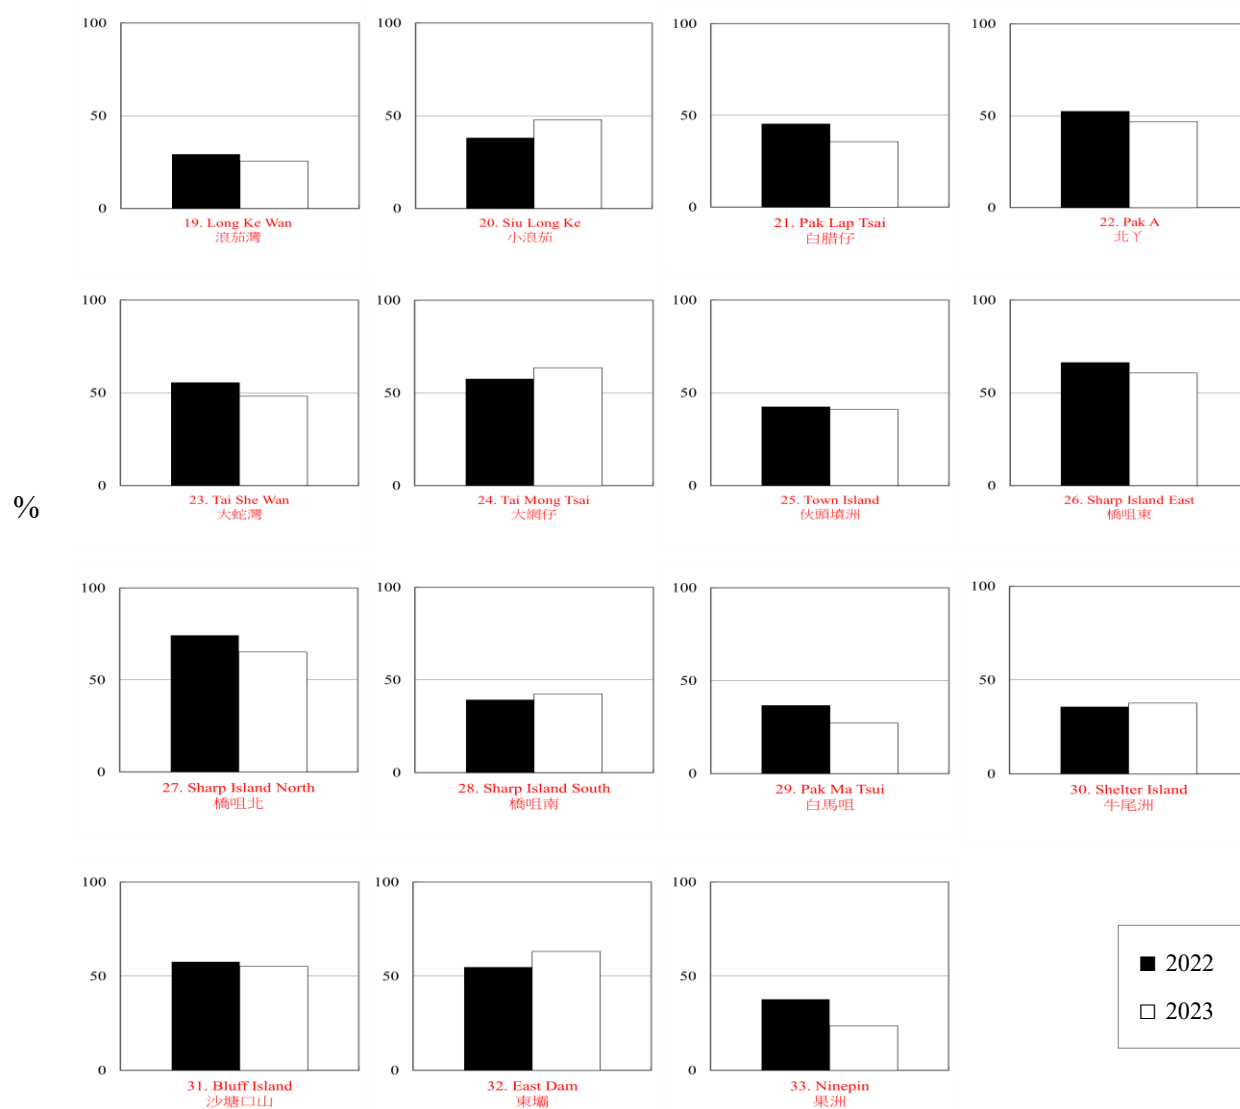 100
50
0
19. Long Ke Wan
浪茄灣
100
50
0
20. Siu Long Ke
小浪茄
100
50
0
21. Pak Lap Tsai
白腊仔
100
50
0
22. Pak A
北丫
100
50
0
23. Tai She Wan
大蛇灣
100
50
0
24. Tai Mong Tsai
大網仔
100
50
0
25. Town Island
伙頭墳洲
100
50
0
26. Sharp Island East
橋咀東
%
100
50
0
27. Sharp Island North
橋咀北
100
50
0
28. Sharp Island South
橋咀南
100
50
0
29. Pak Ma Tsui
白馬咀
100
50
0
30. Shelter Island
牛尾洲
100
50
0
31. Bluff Island
沙塘口山
100
50
0
32. East Dam
東壩
100
50
0
33. Ninepin
果洲
2022
2023